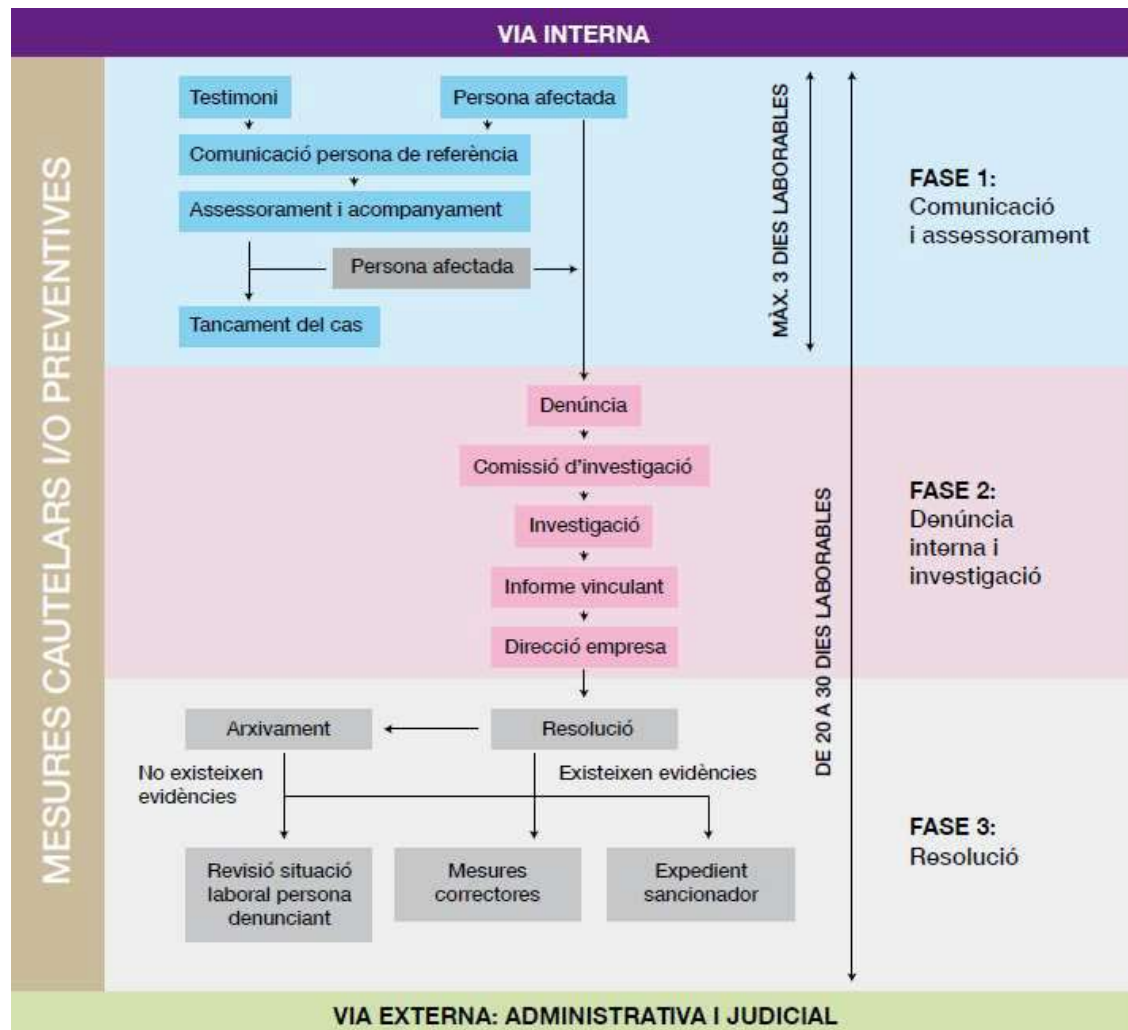 VIA INTERNA
MESURES CAUTELARS I/O PREVENTIVES
Testimoni
Persona afectada
Comunicació persona de referència
Assessorament i acompanyament
Persona afectada
Tancament del cas
MÀX. 3 DIES LABORABLES
FASE 1:
Comunicació
i assessorament
Denúncia
Comissió d'investigació
Investigació
Informe vinculant
Direcció empresa
DE 20 A 30 DIES LABORABLES
FASE 2:
Denúncia
interna i
investigació
Arxivament
Resolució
No existeixen
evidències
Existeixen evidències
Revisió situació
laboral persona
denunciant
Mesures
correctores
Expedient
sancionador
FASE 3:
Resolució
VIA EXTERNA: ADMINISTRATIVA I JUDICIAL